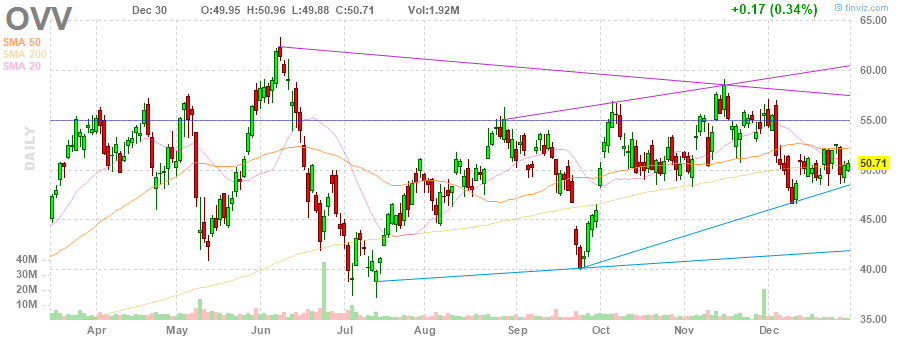 OVV
Dec 30 O:49.95 H:50.96 L:49.88 C:50.71 Vol:1.92M
+0.17 (0.34%)
finviz.com
SMA 50
SMA 200
SMA 20
DAILY
65.00
60.00
55.00
50.71
50.00
45.00
40.00
35.00
40M
30M
20M
10M
Apr May Jun Jul Aug Sep Oct Nov Dec